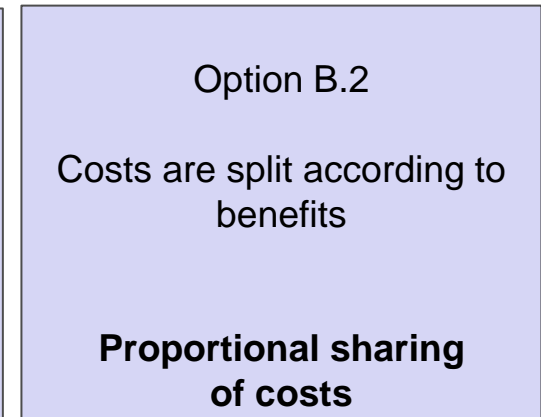 Option B.2
Costs are split according to
benefits
Proportional sharing
of costs